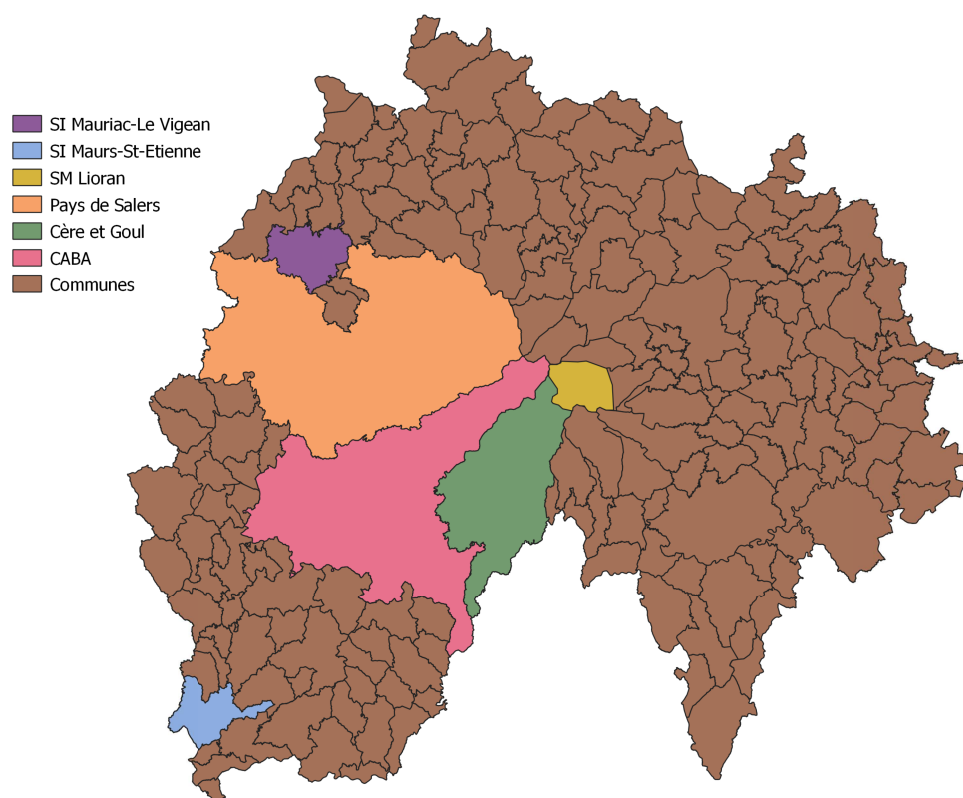 SI Mauriac-Le Vigean
SI Maurs-St-Etienne
SM Lioran
Pays de Salers
Cère et Goul
CABA
Communes